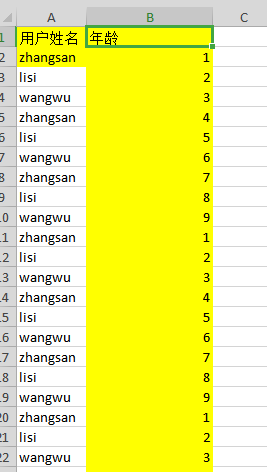 A B C
1 用户姓名 年龄
2 zhangsan 1
3 lisi 2
4 wangwu 3
5 zhangsan 4
6 lisi 5
7 wangwu 6
8 zhangsan 7
9 lisi 8
10 wangwu 9
11 zhangsan 1
12 lisi 2
13 wangwu 3
14 zhangsan 4
15 lisi 5
16 wangwu 6
17 zhangsan 7
18 lisi 8
19 wangwu 9
20 zhangsan 1
21 lisi 2
22 wangwu 3